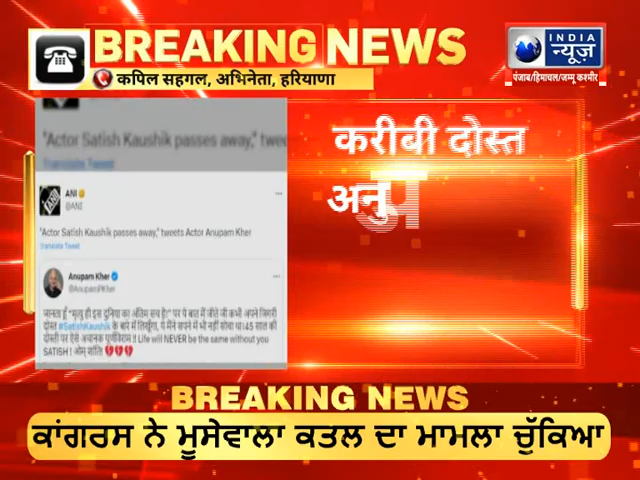 BREAKING NEWS
INDIA
न्यूज़
पंजाब/हिमाचल/जम्मू कश्मीर
कपिल सहगल, अभिनेता, हरियाणा
"Actor Satish Kaushik passes away," twee
Translate Tweet
ANI
@ANI
"Actor Satish Kaushik passes away," tweets Actor Anupam Kher
Translate Tweet
Anupam Kher
@AnupamPKher
जानता हूँ "मृत्यु ही इस दुनिया का अंतिम सच है!" पर ये बात मैं जीते जी कभी अपने जिगरी
दोस्त #SatishKaushik के बारे में लिखूँगा, ये मैंने सपने में भी नहीं सोचा था।45 साल की
दोस्ती पर ऐसे अचानक पूर्णविराम !! Life will NEVER be the same without you
SATISH ! ओम् शांति! 💔💔💔
करीबी दोस्त
अनु
BREAKING NEWS
ਕਾਂਗਰਸ ਨੇ ਮੂਸੇਵਾਲਾ ਕਤਲ ਦਾ ਮਾਮਲਾ ਚੁੱਕਿਆ